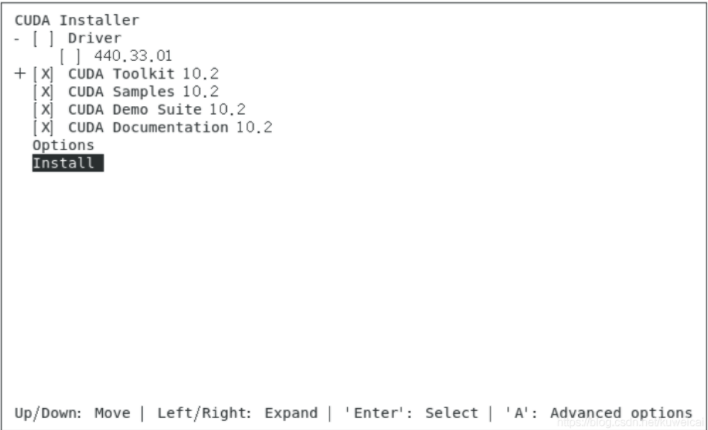 CUDA Installer
- [ ] Driver
[ ] 440.33.01
+ [X] CUDA Toolkit 10.2
[X] CUDA Samples 10.2
[X] CUDA Demo Suite 10.2
[X] CUDA Documentation 10.2
Options
Install
Up/Down: Move | Left/Right: Expand | 'Enter': Select | 'A': Advanced options